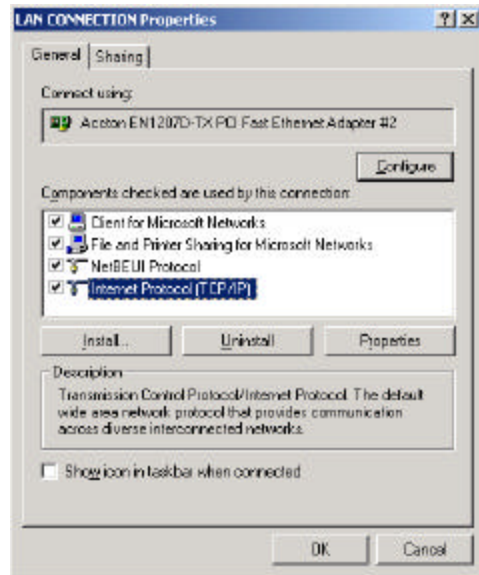 LAN CONNECTION Properties
General Sharing
Connect using:
Accton EN1207D-TX PCI Fast Ethernet Adapter #2
Configure
Components checked are used by this connection:
Client for Microsoft Networks
File and Printer Sharing for Microsoft Networks
NetBEUI Protocol
Internet Protocol (TCP/IP)
Install... Uninstall Properties
Description
Transmission Control Protocol/Internet Protocol. The default
wide area network protocol that provides communication
across diverse interconnected networks.
Show icon in taskbar when connected
OK Cancel